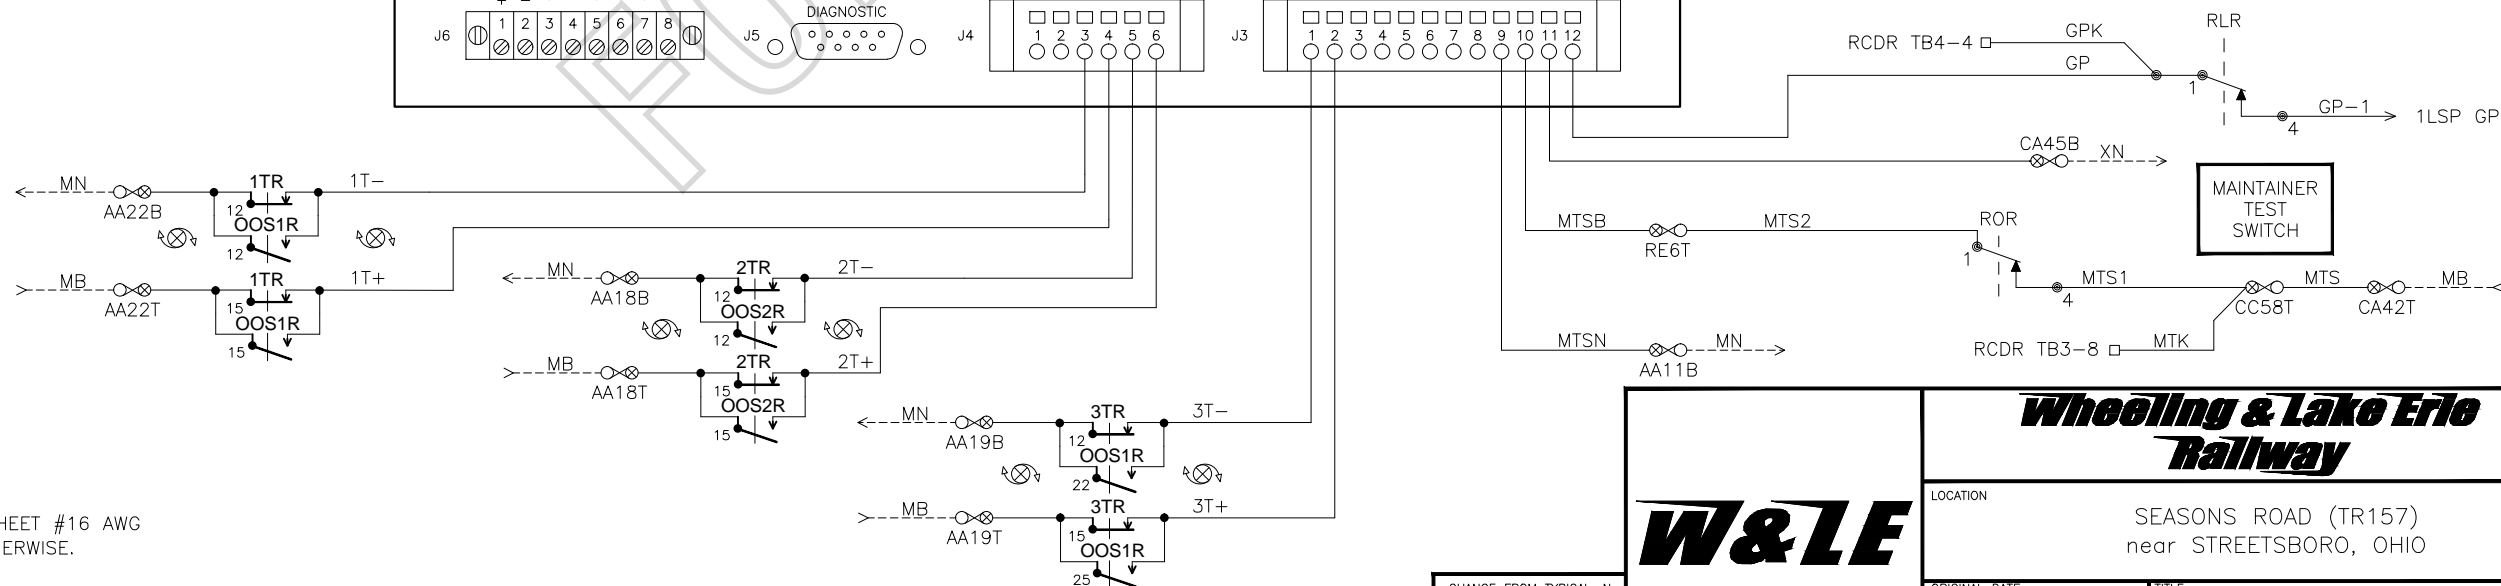 + −
DIAGNOSTIC
J6
1 2 3 4 5 6 7 8
J5
J4
1 2 3 4 5 6
J3
1 2 3 4 5 6 7 8 9 10 11 12
RLR
RCDR TB4-4
GPK
GP
1
GP-1
4
1LSP GP
CA45B
XN
MAINTAINER
TEST
SWITCH
MN
AA22B
1TR
12
OOS1R
12
1T-
MB
AA22T
1TR
15
OOS1R
15
1T+
MN
AA18B
2TR
12
OOS2R
12
2T-
MB
AA18T
2TR
15
OOS2R
15
2T+
MN
AA19B
3TR
12
OOS1R
22
3T-
MB
AA19T
3TR
15
OOS1R
25
3T+
MTSB
RE6T
MTS2
ROR
1
4
MTS1
CC58T
MTS
CA42T
MB
MTSN
AA11B
MN
RCDR TB3-8
MTK
HEET #16 AWG
ERWISE.
W&LE
Wheeling & Lake Erie
Railway
LOCATION
SEASONS ROAD (TR157)
near STREETSBORO, OHIO
CHANGE FROM TYPICAL
ORIGINAL DATE
TITLE